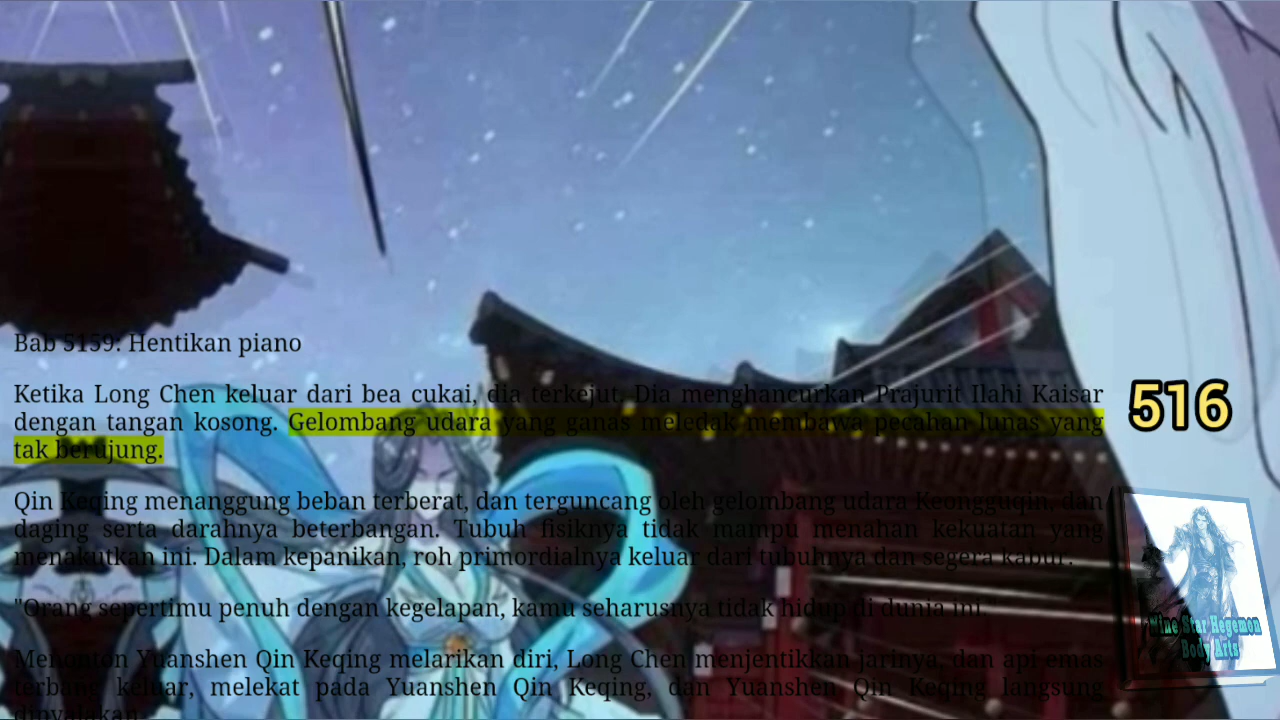 Bab 5159: Hentikan piano
Ketika Long Chen keluar dari bea cukai, dia terkejut. Dia menghancurkan Prajurit Ilahi Kaisar
dengan tangan kosong. Gelombang udara yang ganas meledak membawa pecahan lunas yang
tak berujung.
516
Qin Keqing menanggung beban terberat, dan terguncang oleh gelombang udara Keongguqin, dan
daging serta darahnya beterbangan. Tubuh fisiknya tidak mampu menahan kekuatan yang
menakutkan ini. Dalam kepanikan, roh primordialnya keluar dari tubuhnya dan segera kabur.
"Orang sepertimu penuh dengan kegelapan, kamu seharusnya tidak hidup di dunia ini."
Nine Star Hegemon
Body Arts
Menonton Yuanshen Qin Keqing melarikan diri, Long Chen menjentikkan jarinya, dan api emas
terbang keluar, melekat pada Yuanshen Qin Keqing, dan Yuanshen Qin Keqing langsung
dinyalakan.